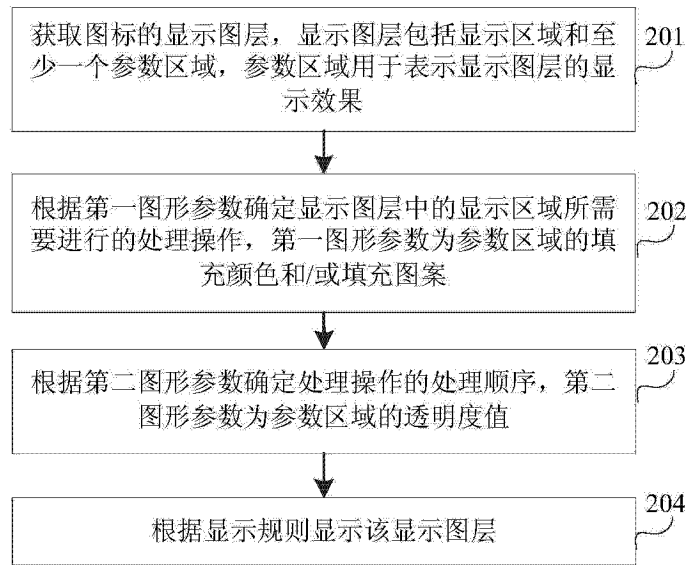 获取图标的显示图层，显示图层包括显示区域和至
少一个参数区域，参数区域用于表示显示图层的显
示效果
201
根据第一图形参数确定显示图层中的显示区域所需
要进行的处理操作，第一图形参数为参数区域的填
充颜色和/或填充图案
202
根据第二图形参数确定处理操作的处理顺序，第二
图形参数为参数区域的透明度值
203
根据显示规则显示该显示图层
204